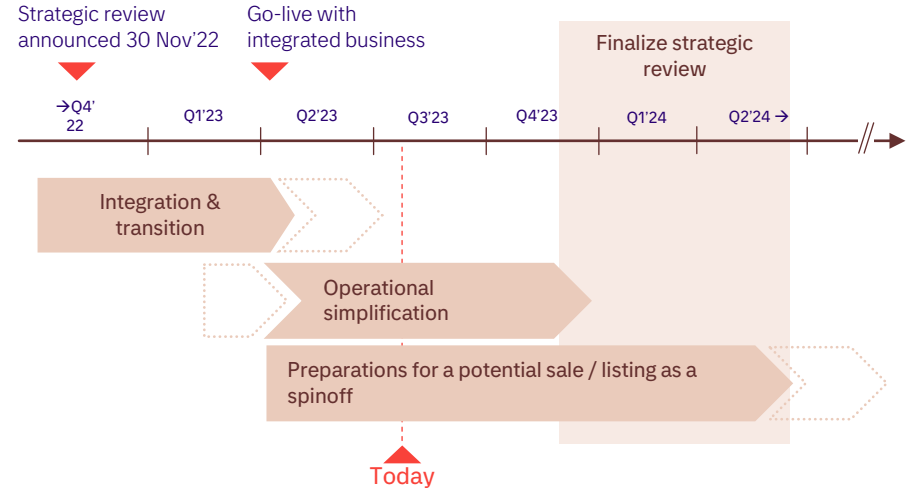 Strategic review
announced 30 Nov'22
Go-live with
integrated business
Finalize strategic
review
→Q4'
22
Q1'23
Q2'23
Q3'23
Q4'23
Q1'24
Q2'24 →
Integration &
transition
Operational
simplification
Preparations for a potential sale / listing as a
spinoff
Today